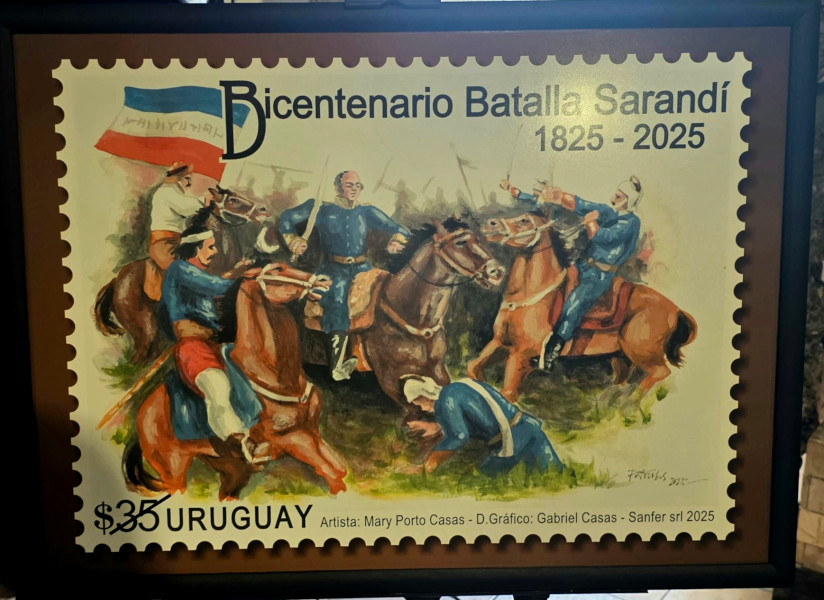 Bicentenario Batalla Sarandí
1825 - 2025
$35 URUGUAY Artista: Mary Porto Casas - D.Gráfico: Gabriel Casas - Sanfer srl 2025